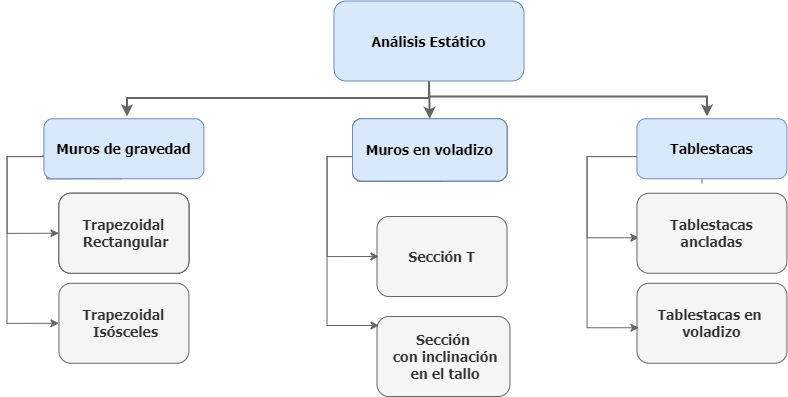 Análisis Estático
Muros de gravedad
Muros en voladizo
Tablestacas
Trapezoidal
Rectangular
Trapezoidal
Isósceles
Sección T
Sección
con inclinación
en el tallo
Tablestacas
ancladas
Tablestacas en
voladizo